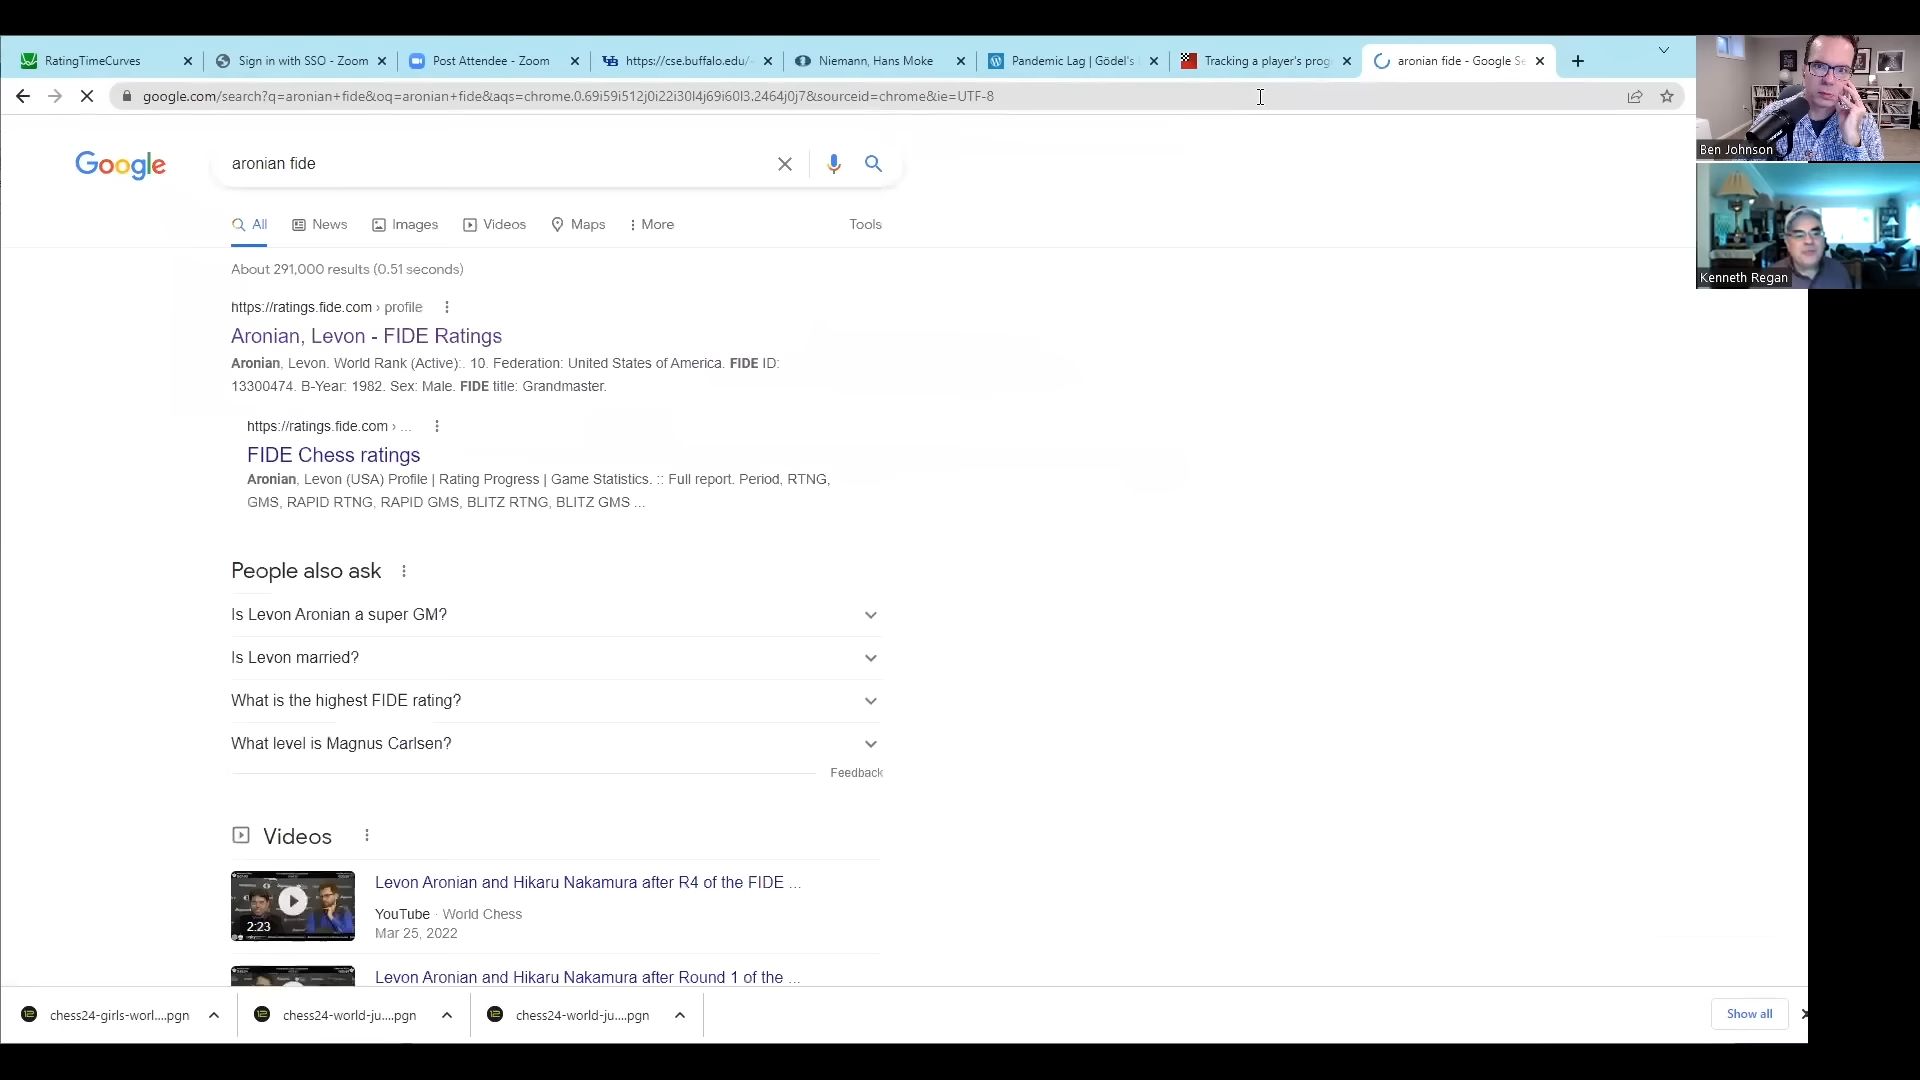 RatingTimeCurves
Sign in with SSO - Zoom
Post Attendee - Zoom
https://cse.buffalo.edu/
Niemann, Hans Moke
Pandemic Lag | Gödel's
Tracking a player's prog
aronian fide - Google Se
google.com/search?q=aronian+fide&oq=aronian+fide&aqs=chrome.0.69i59i512j0i22i30l4j69i60l3.2464j0j7&sourceid=chrome&ie=UTF-8
Ben Johnson
Kenneth Regan
Google
aronian fide
All
News
Images
Videos
Maps
More
Tools
About 291,000 results (0.51 seconds)
https://ratings.fide.com › profile
Aronian, Levon - FIDE Ratings
Aronian, Levon. World Rank (Active):. 10. Federation: United States of America. FIDE ID:
13300474. B-Year: 1982. Sex: Male. FIDE title: Grandmaster.
https://ratings.fide.com › ...
FIDE Chess ratings
Aronian, Levon (USA) Profile | Rating Progress | Game Statistics. :: Full report. Period, RTNG,
GMS, RAPID RTNG, RAPID GMS, BLITZ RTNG, BLITZ GMS ...
People also ask
Is Levon Aronian a super GM?
Is Levon married?
What is the highest FIDE rating?
What level is Magnus Carlsen?
Feedback
Videos
Levon Aronian and Hikaru Nakamura after R4 of the FIDE ...
2:23
YouTube · World Chess
Mar 25, 2022
Levon Aronian and Hikaru Nakamura after Round 1 of the ...
chess24-girls-worl....pgn
chess24-world-ju....pgn
chess24-world-ju....pgn
Show all